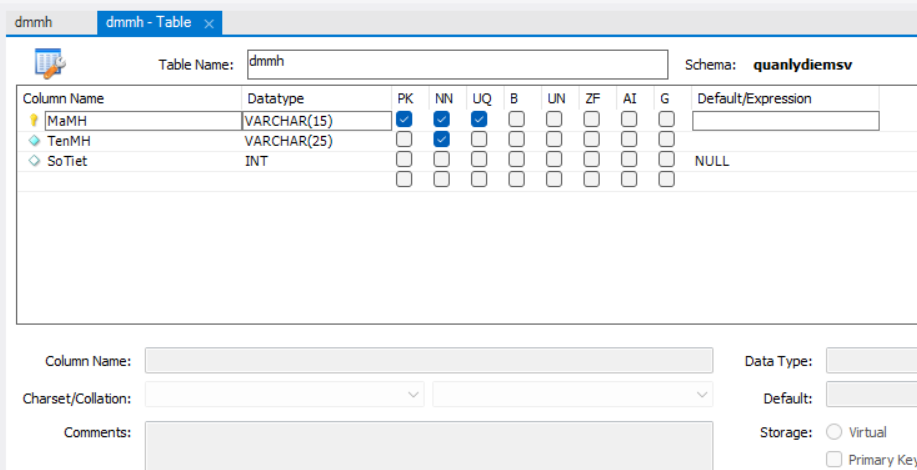 dmmh dmmh - Table ×
Table Name: dmmh Schema: quanlydiemsv
Column Name Datatype PK NN UQ B UN ZF AI G Default/Expression
MaMH VARCHAR(15)
TenMH VARCHAR(25)
SoTiet INT NULL
Column Name: Data Type:
Charset/Collation: Default:
Comments: Storage: Virtual
Primary Key